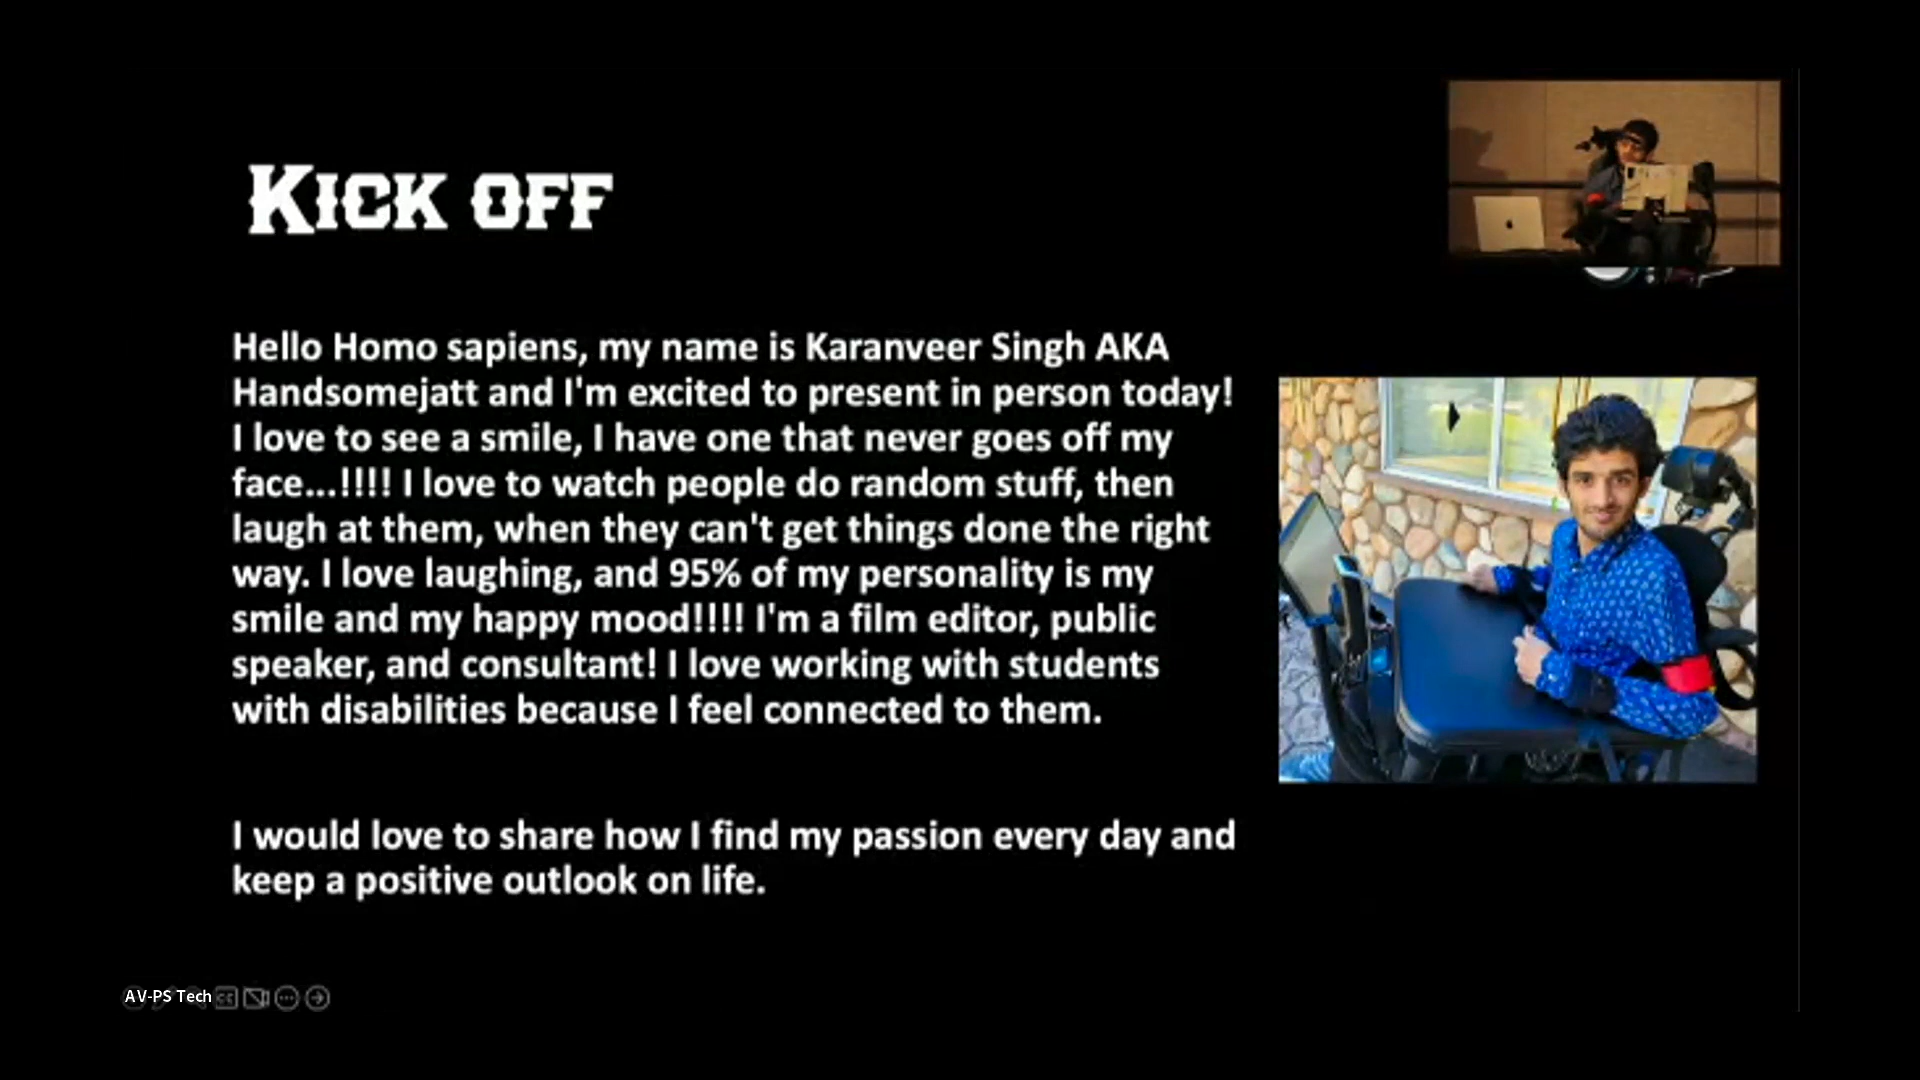 Kick off
Hello Homo sapiens, my name is Karanveer Singh AKA
Handsomejatt and I'm excited to present in person today!
I love to see a smile, I have one that never goes off my
face...!!!! I love to watch people do random stuff, then
laugh at them, when they can't get things done the right
way. I love laughing, and 95% of my personality is my
smile and my happy mood!!!! I'm a film editor, public
speaker, and consultant! I love working with students
with disabilities because I feel connected to them.
I would love to share how I find my passion every day and
keep a positive outlook on life.
AV-PS Tech